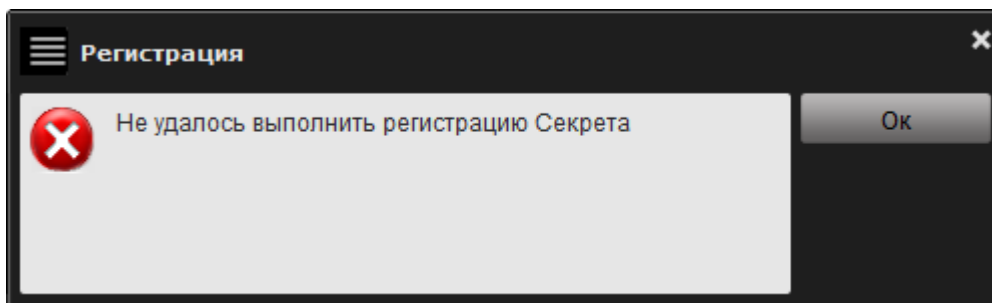 Регистрация
Не удалось выполнить регистрацию Секрета
Ок